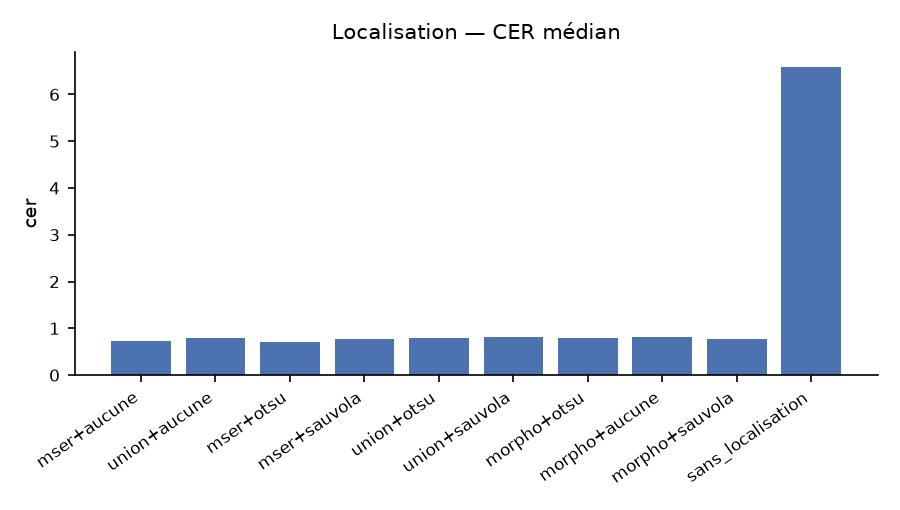 Localisation — CER médian
cer
6
5
4
3
2
1
0
mser+aucune
union+aucune
mser+otsu
mser+sauvola
union+otsu
union+sauvola
morpho+otsu
morpho+aucune
morpho+sauvola
sans_localisation